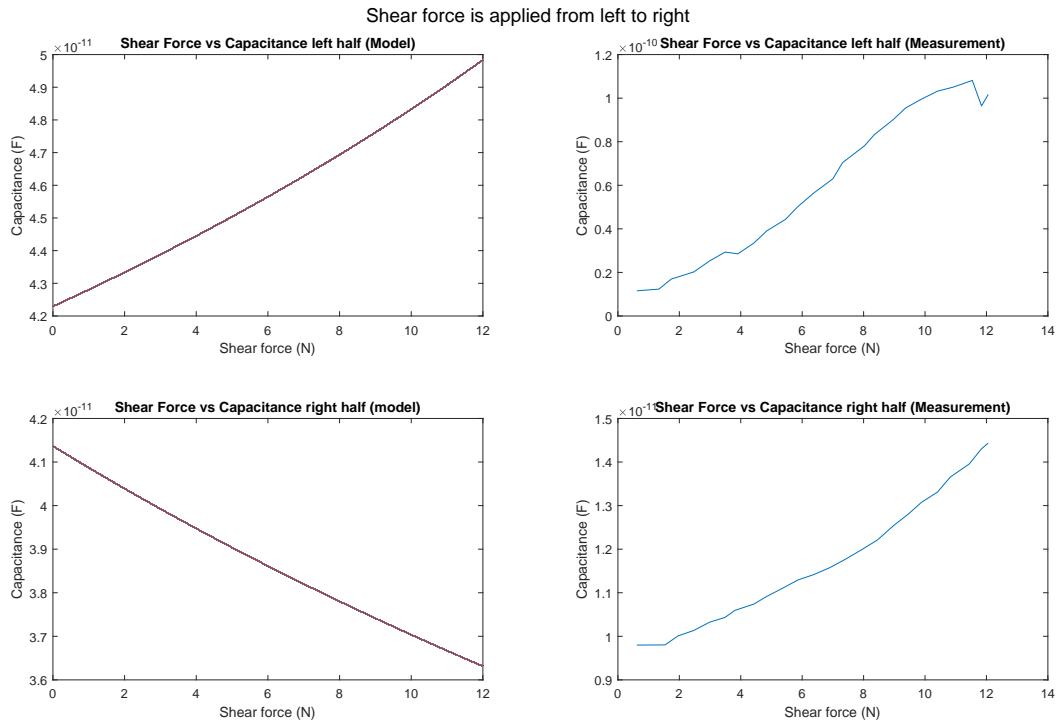 Shear force is applied from left to right
×10-11
Shear Force vs Capacitance left half (Model)
5
4.9
4.8
4.7
4.6
4.5
4.4
4.3
4.2
Capacitance (F)
0 2 4 6 8 10 12
Shear force (N)
×10-10
Shear Force vs Capacitance left half (Measurement)
1.2
1
0.8
0.6
0.4
0.2
0
Capacitance (F)
0 2 4 6 8 10 12 14
Shear force (N)
×10-11
Shear Force vs Capacitance right half (model)
4.2
4.1
4
3.9
3.8
3.7
3.6
Capacitance (F)
0 2 4 6 8 10 12
Shear force (N)
×10-11
Shear Force vs Capacitance right half (Measurement)
1.5
1.4
1.3
1.2
1.1
1
0.9
Capacitance (F)
0 2 4 6 8 10 12 14
Shear force (N)